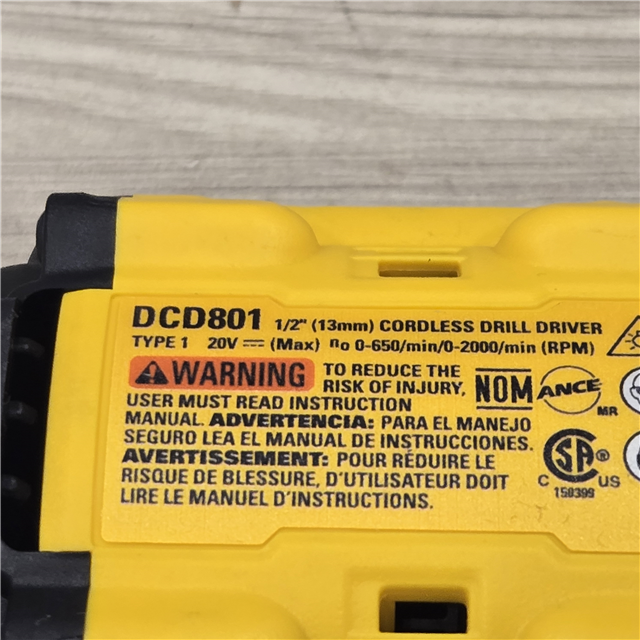 DCD801 1/2" (13mm) CORDLESS DRILL DRIVER
TYPE 1 20V ⎓ (Max) no 0-650/min/0-2000/min (RPM)
WARNING TO REDUCE THE
RISK OF INJURY,
USER MUST READ INSTRUCTION
MANUAL. ADVERTENCIA: PARA EL MANEJO
SEGURO LEA EL MANUAL DE INSTRUCCIONES.
AVERTISSEMENT: POUR RÉDUIRE LE
RISQUE DE BLESSURE, D'UTILISATEUR DOIT
LIRE LE MANUEL D'INSTRUCTIONS.
NOM ANCE
MR
C SA ® US
159399